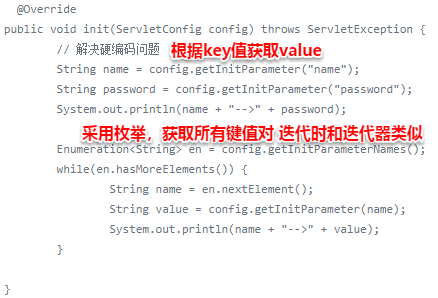 @Override
public void init(ServletConfig config) throws ServletException {
// 解决硬编码问题 根据key值获取value
String name = config.getInitParameter("name");
String password = config.getInitParameter("password");
System.out.println(name + "-->" + password);
采用枚举，获取所有键值对 迭代时和迭代器类似
Enumeration<String> en = config.getInitParameterNames();
while(en.hasMoreElements()) {
String name = en.nextElement();
String value = config.getInitParameter(name);
System.out.println(name + "-->" + value);
}
}